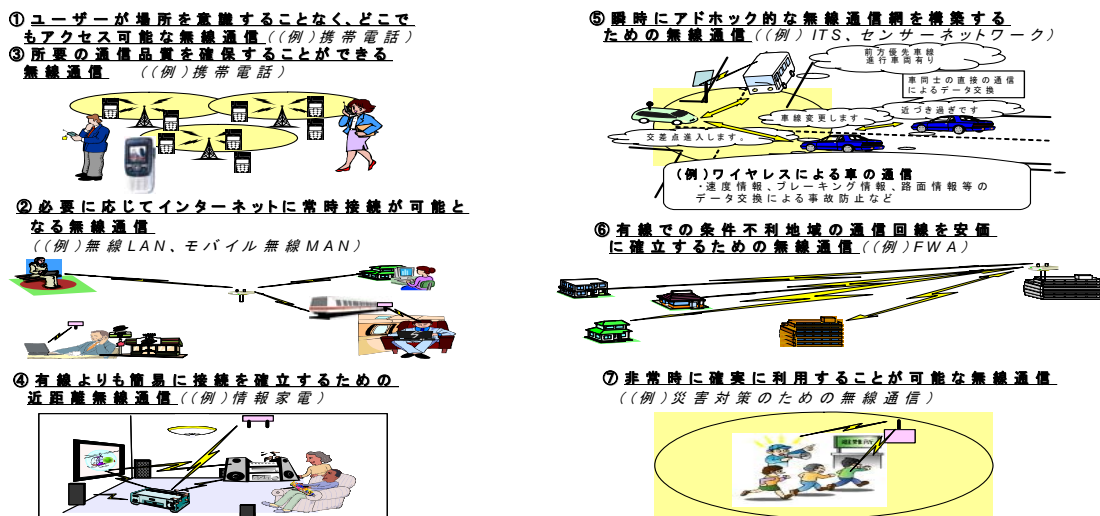 ① ユーザーが場所を意識することなく、どこで
もアクセス可能な無線通信((例)携帯電話)
③ 所要の通信品質を確保することができる
無線通信 ((例)携帯電話)
② 必要に応じてインターネットに常時接続が可能と
なる無線通信
((例)無線LAN、モバイル無線MAN)
④ 有線よりも簡易に接続を確立するための
近距離無線通信((例)情報家電)
⑤ 瞬時にアドホック的な無線通信網を構築する
ための無線通信((例) ITS、センサーネットワーク)
前方優先車線
進行車両有り
車同士の直接の通信
によるデータ交換
近づき過ぎです
車線変更します
交差点進入します。
(例)ワイヤレスによる車の通信
・速度情報、ブレーキング情報、路面情報等の
データ交換による事故防止など
⑥ 有線での条件不利地域の通信回線を安価
に確立するための無線通信((例)FWA)
⑦ 非常時に確実に利用することが可能な無線通信
((例)災害対策のための無線通信)